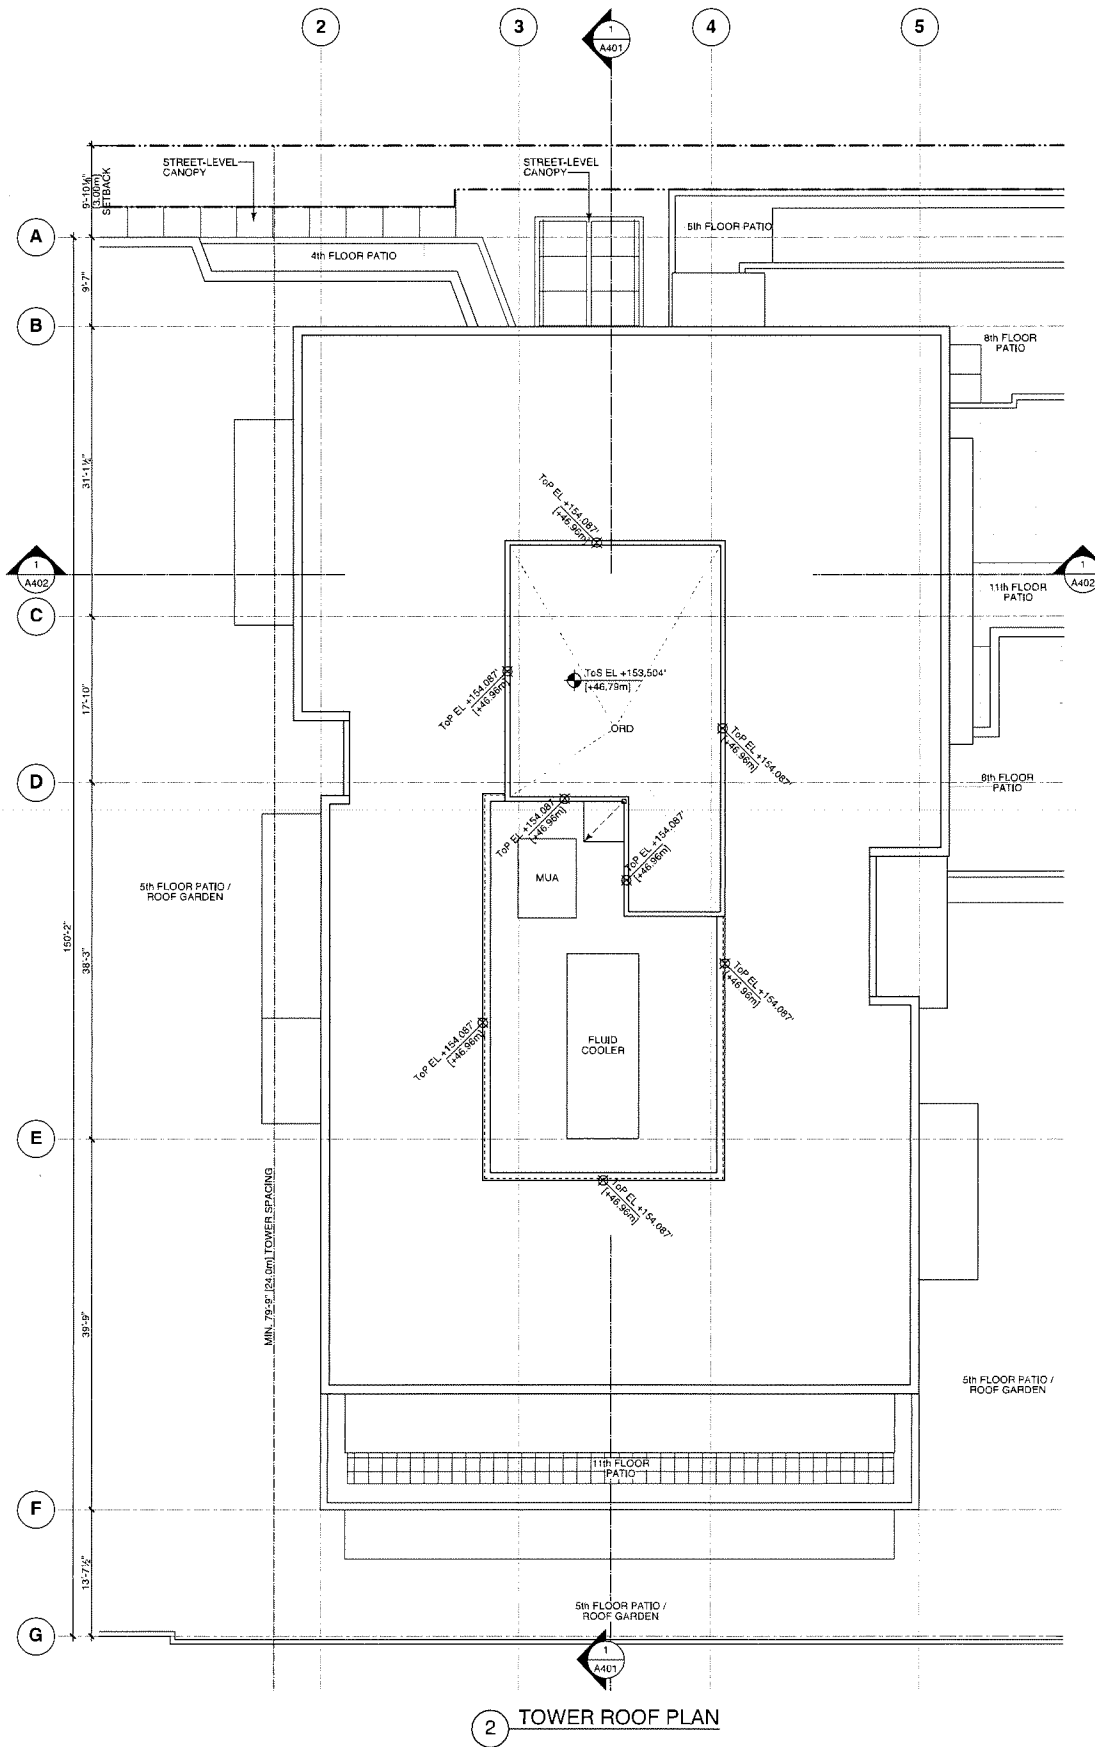 2
3
4
5
1
A401
STREET-LEVEL
CANOPY
STREET-LEVEL
CANOPY
9'-10⅛"
(3.00m)
SETBACK
5th FLOOR PATIO
A
4th FLOOR PATIO
9'-7"
B
8th FLOOR
PATIO
31'-1½"
ToP EL +154.087'
[+46.96m]
1
A402
1
A402
11th FLOOR
PATIO
C
ToP EL +154.087'
[+46.96m]
ToS EL +153.504'
[+46.79m]
17'-10"
ORD
ToP EL +154.087'
[+46.96m]
D
8th FLOOR
PATIO
ToP EL +154.087'
[+46.96m]
ToP EL +154.087'
[+46.96m]
MUA
5th FLOOR PATIO /
ROOF GARDEN
150'-2"
38'-3"
ToP EL +154.087'
[+46.96m]
ToP EL +154.087'
[+46.96m]
FLUID
COOLER
E
ToP EL +154.087'
[+46.96m]
MIN. 79'-9" [24.0m] TOWER SPACING
39'-9"
5th FLOOR PATIO /
ROOF GARDEN
11th FLOOR
PATIO
F
13'-7½"
5th FLOOR PATIO /
ROOF GARDEN
G
1
A401
2 TOWER ROOF PLAN